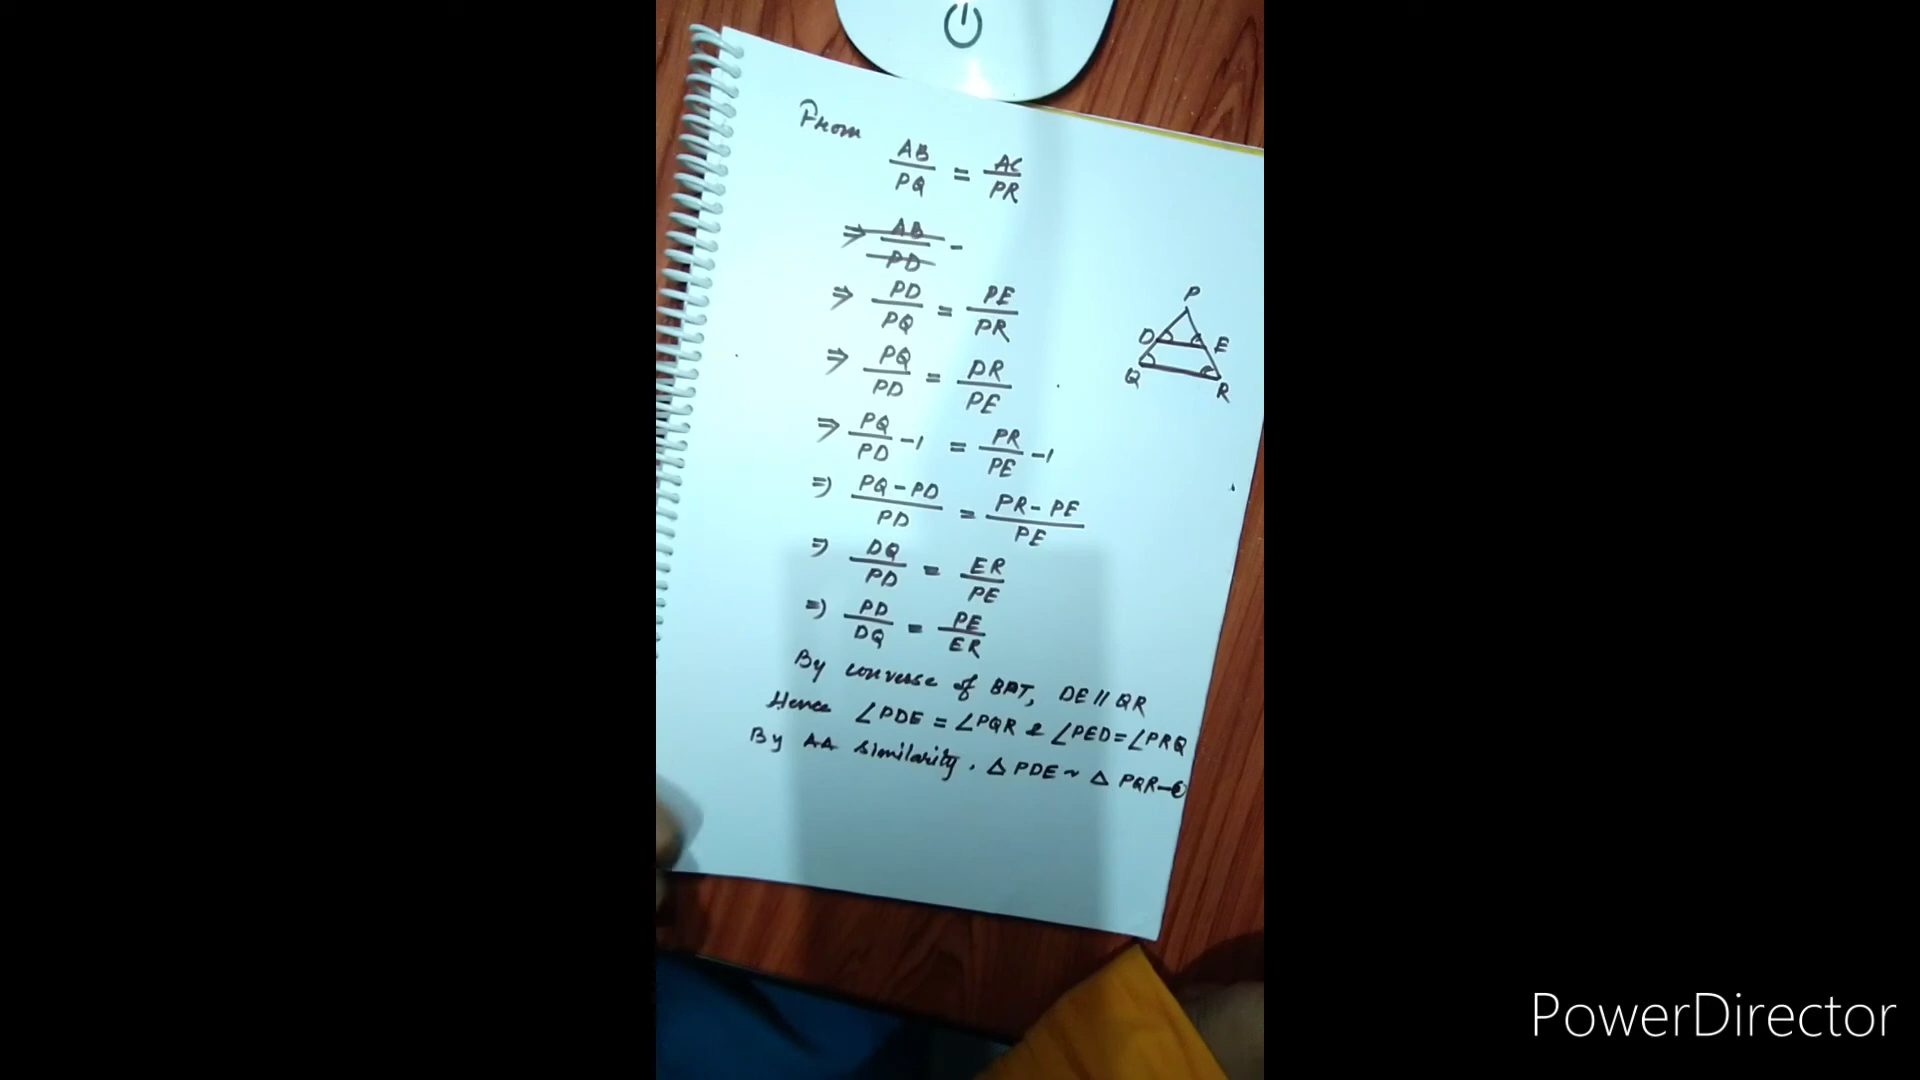 From
AB/PQ = AC/PR
⇒ AB/PD -
⇒ PD/PQ = PE/PR
⇒ PQ/PD = PR/PE
⇒ PQ/PD -1 = PR/PE -1
⇒ PQ - PD/PD = PR - PE/PE
⇒ DQ/PD = ER/PE
⇒ PD/DQ = PE/ER
By converse of BPT, DE // QR
Hence ∠PDE = ∠PQR & ∠PED = ∠PRQ
By AA similarity. △ PDE ~ △ PQR —
P
D E
Q R
PowerDirector